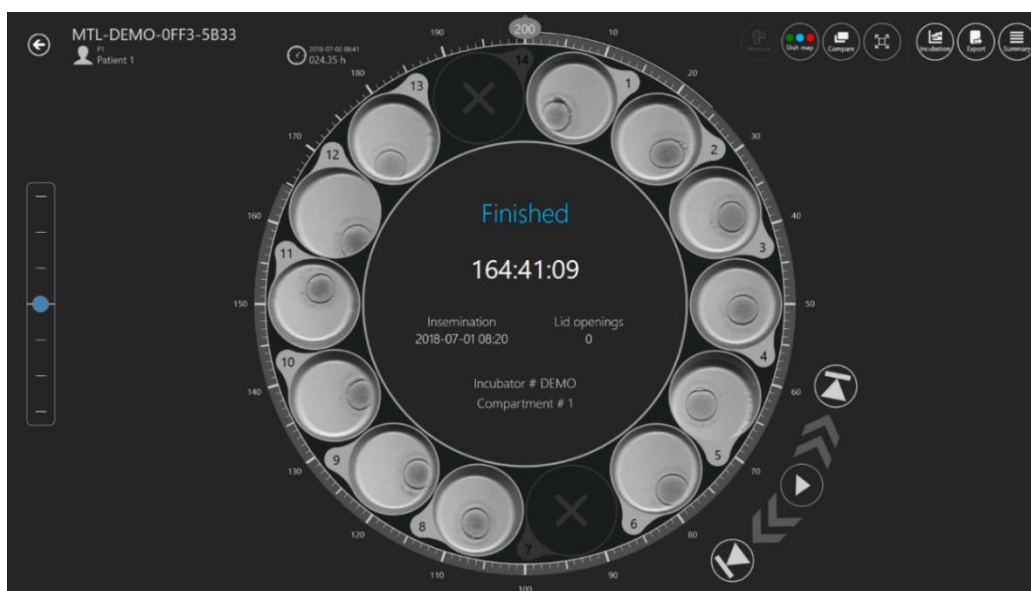 MTL-DEMO-0FF3-5B33
P1
Patient 1
2018-07-02 08:41
024.35 h
Measure
Dish map
Compare
Incubation
Export
Summary
200
10
20
30
40
50
60
70
80
90
100
110
120
130
140
150
160
170
180
190
1
2
3
4
5
6
7
8
9
10
11
12
13
14
Finished
164:41:09
Insemination
2018-07-01 08:20
Lid openings
0
Incubator # DEMO
Compartment # 1